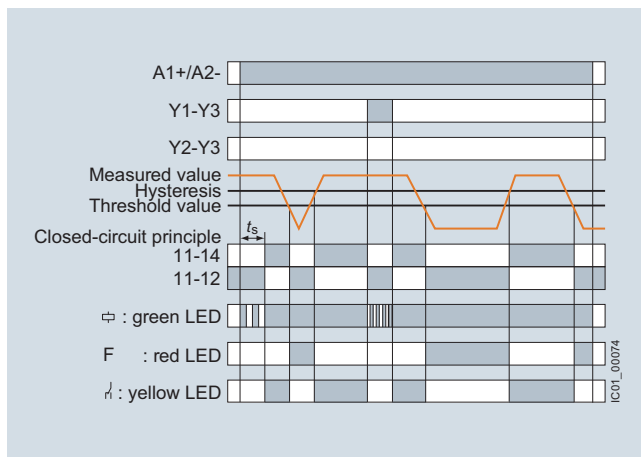 A1+/A2-
Y1-Y3
Y2-Y3
Measured value
Hysteresis
Threshold value
Closed-circuit principle
ts
11-14
11-12
: green LED
F : red LED
: yellow LED
IC01_00074